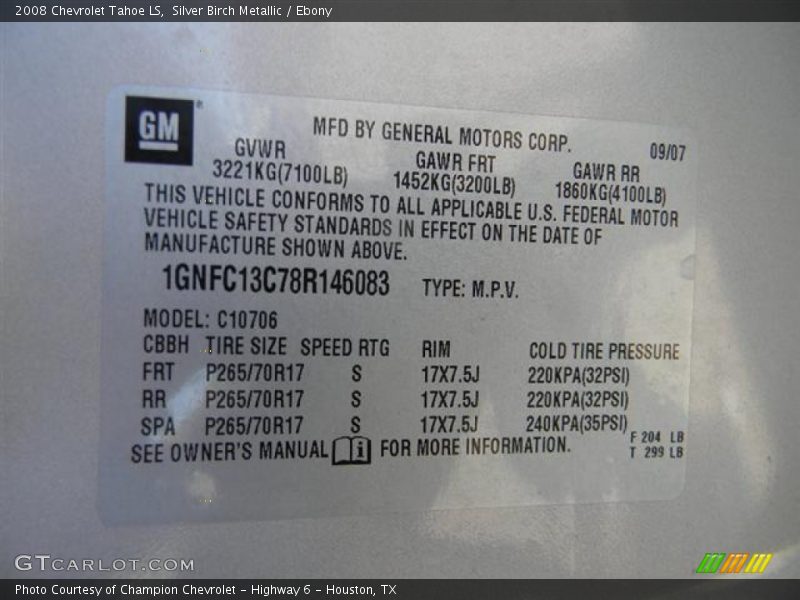 2008 Chevrolet Tahoe LS, Silver Birch Metallic / Ebony
GM®
MFD BY GENERAL MOTORS CORP. 09/07
GVWR GAWR FRT GAWR RR
3221KG(7100LB) 1452KG(3200LB) 1860KG(4100LB)
THIS VEHICLE CONFORMS TO ALL APPLICABLE U.S. FEDERAL MOTOR
VEHICLE SAFETY STANDARDS IN EFFECT ON THE DATE OF
MANUFACTURE SHOWN ABOVE.
1GNFC13C78R146083 TYPE: M.P.V.
MODEL: C10706
CBBH TIRE SIZE SPEED RTG RIM COLD TIRE PRESSURE
FRT P265/70R17 S 17X7.5J 220KPA(32PSI)
RR P265/70R17 S 17X7.5J 220KPA(32PSI)
SPA P265/70R17 S 17X7.5J 240KPA(35PSI)
SEE OWNER'S MANUAL i FOR MORE INFORMATION.
F 204 LB
T 299 LB
GTCARLOT.COM
Photo Courtesy of Champion Chevrolet - Highway 6 - Houston, TX